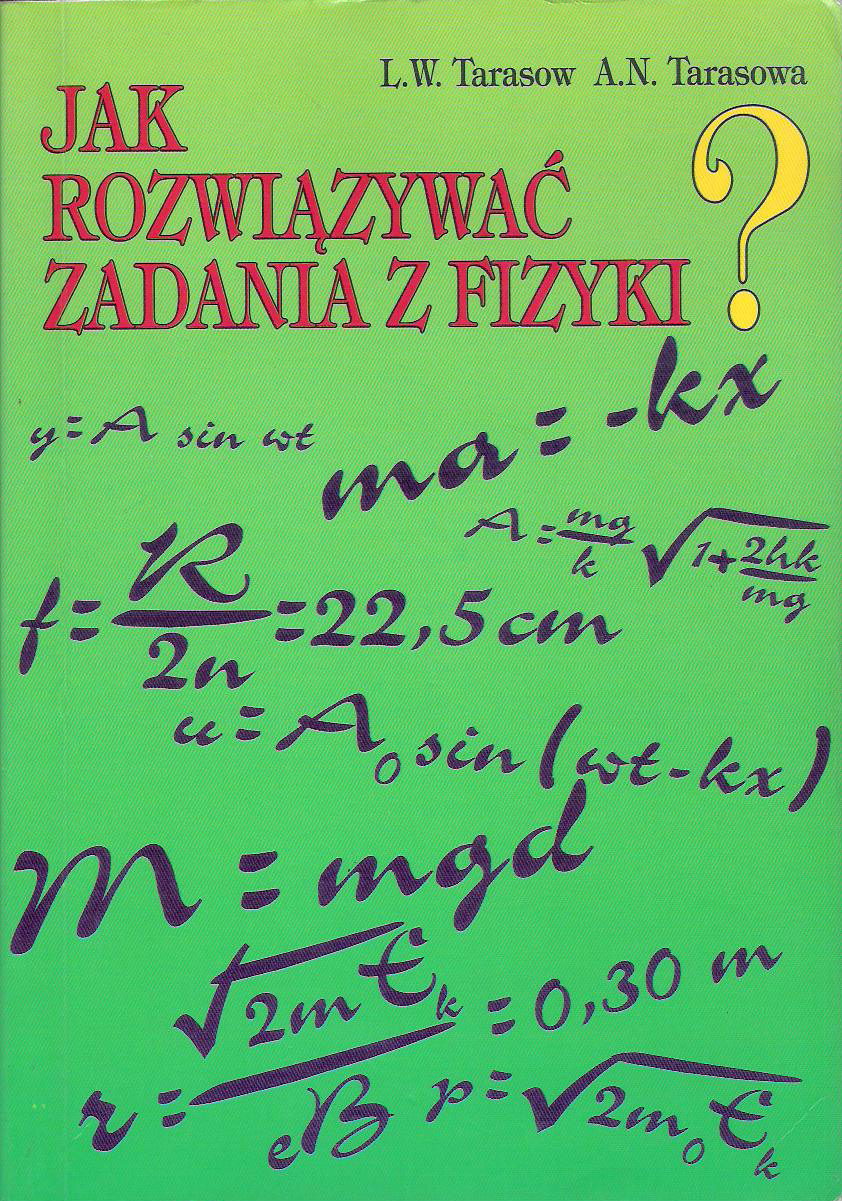 L.W. Tarasow A.N. Tarasowa
JAK
ROZWIĄZYWAĆ
ZADANIA Z FIZYKI ?
y = A sin wt
ma = -kx
A = mg/k √(1 + 2hk/mg)
f = R/2n = 22,5 cm
u = A₀ sin (wt - kx)
M = mgd
r = √(2mEₖ)/eB = 0,30 m
p = √(2m₀Eₖ)